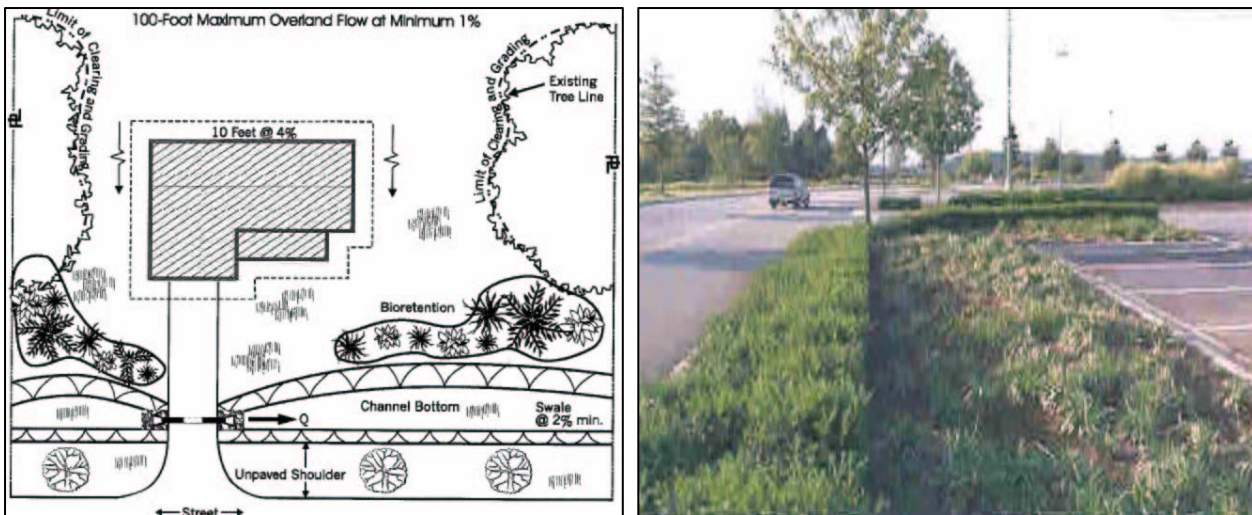 100-Foot Maximum Overland Flow at Minimum 1%
Limit of Clearing and Grading
Limit of Clearing and Grading
Existing
Tree Line
PL
PL
10 Feet @ 4%
Bioretention
Channel Bottom
Swale
@ 2% min.
Q
Unpaved Shoulder
Street